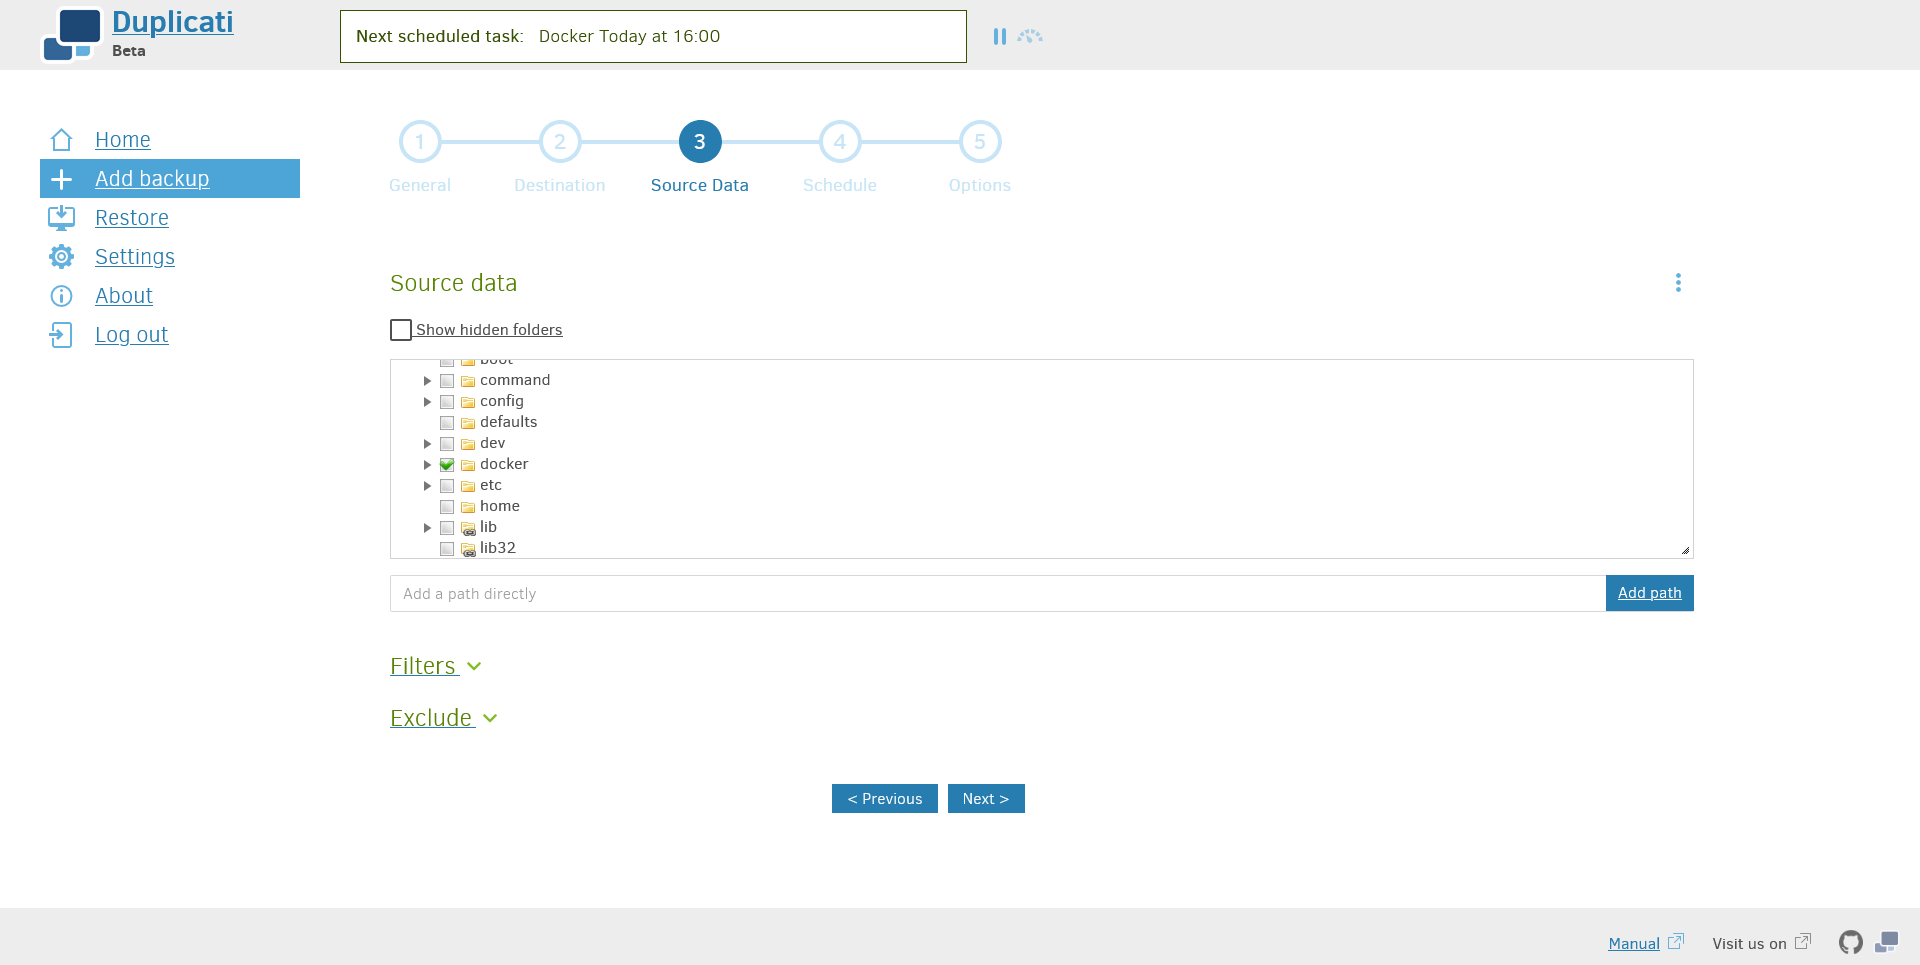 Duplicati
Beta
Next scheduled task: Docker Today at 16:00
Home
Add backup
Restore
Settings
About
Log out
1
2
3
4
5
General
Destination
Source Data
Schedule
Options
Source data
Show hidden folders
boot
command
config
defaults
dev
docker
etc
home
lib
lib32
Add a path directly
Add path
Filters
Exclude
< Previous
Next >
Manual
Visit us on